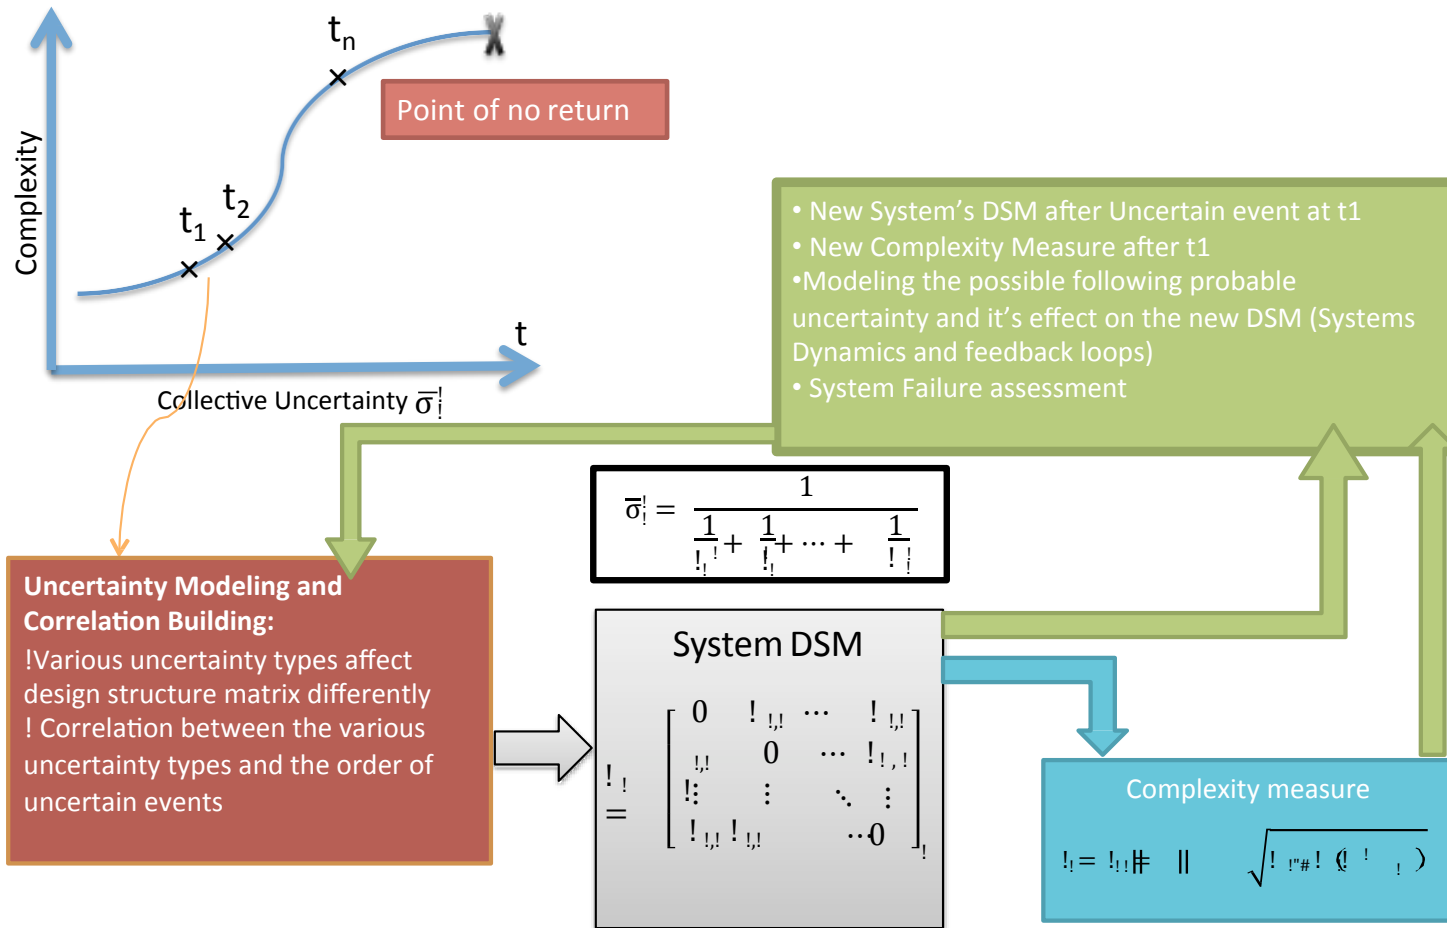 Complexity
t1
t2
tn
Point of no return
t
Collective Uncertainty σ̅!!
• New System's DSM after Uncertain event at t1
• New Complexity Measure after t1
•Modeling the possible following probable
uncertainty and it's effect on the new DSM (Systems
Dynamics and feedback loops)
• System Failure assessment
σ̅!! =
1
1 + 1 + ⋯ + 1
!!! !!! !!!
Uncertainty Modeling and
Correlation Building:
!Various uncertainty types affect
design structure matrix differently
! Correlation between the various
uncertainty types and the order of
uncertain events
System DSM
!! =
0 !!,! ⋯ !!,!
!,! 0 ⋯ !!,!
!⋮ ⋮ ⋱ ⋮
!!,! !!,! ⋯0
!
Complexity measure